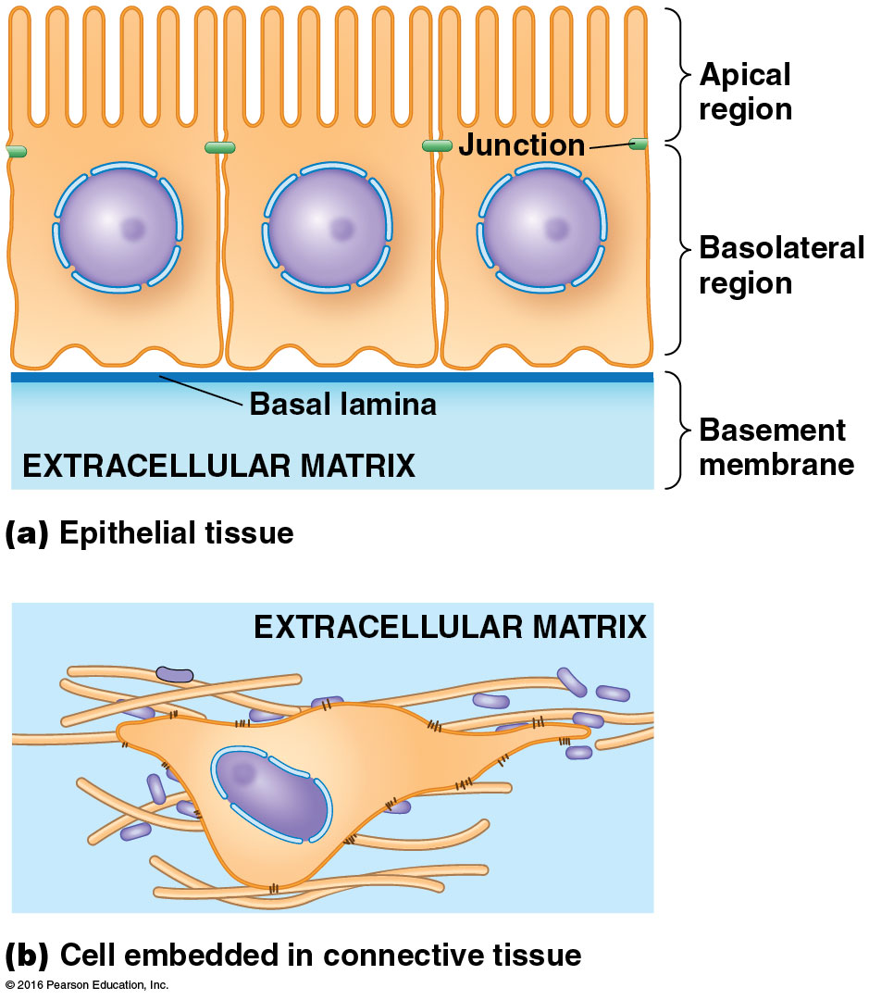 Apical
region
Junction
Basolateral
region
Basal lamina
Basement
membrane
EXTRACELLULAR MATRIX
(a) Epithelial tissue
EXTRACELLULAR MATRIX
(b) Cell embedded in connective tissue
© 2016 Pearson Education, Inc.